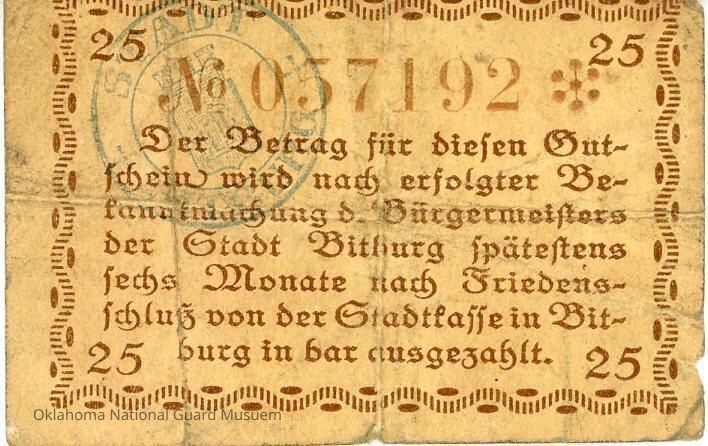 25 25
№ 057192
Der Betrag für diesen Gut-
schein wird nach erfolgter Be-
kanntmachung d. Bürgermeisters
der Stadt Bitburg spätestens
sechs Monate nach Friedens-
schluß von der Stadtkasse in Bit-
burg in bar ausgezahlt.
25 25
STADT
Oklahoma National Guard Musuem